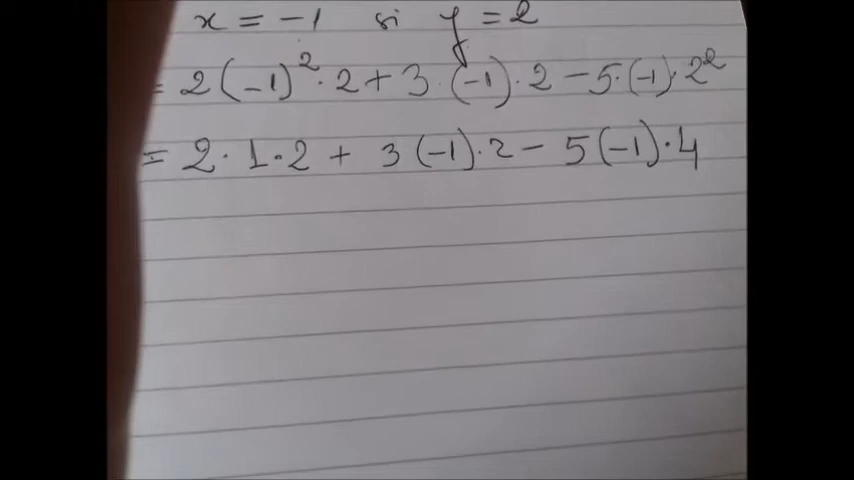 x = -1 si y = 2
= 2(-1)²·2+3·(-1)·2-5·(-1)·2²
= 2·1·2 + 3(-1)·2 - 5(-1)·4